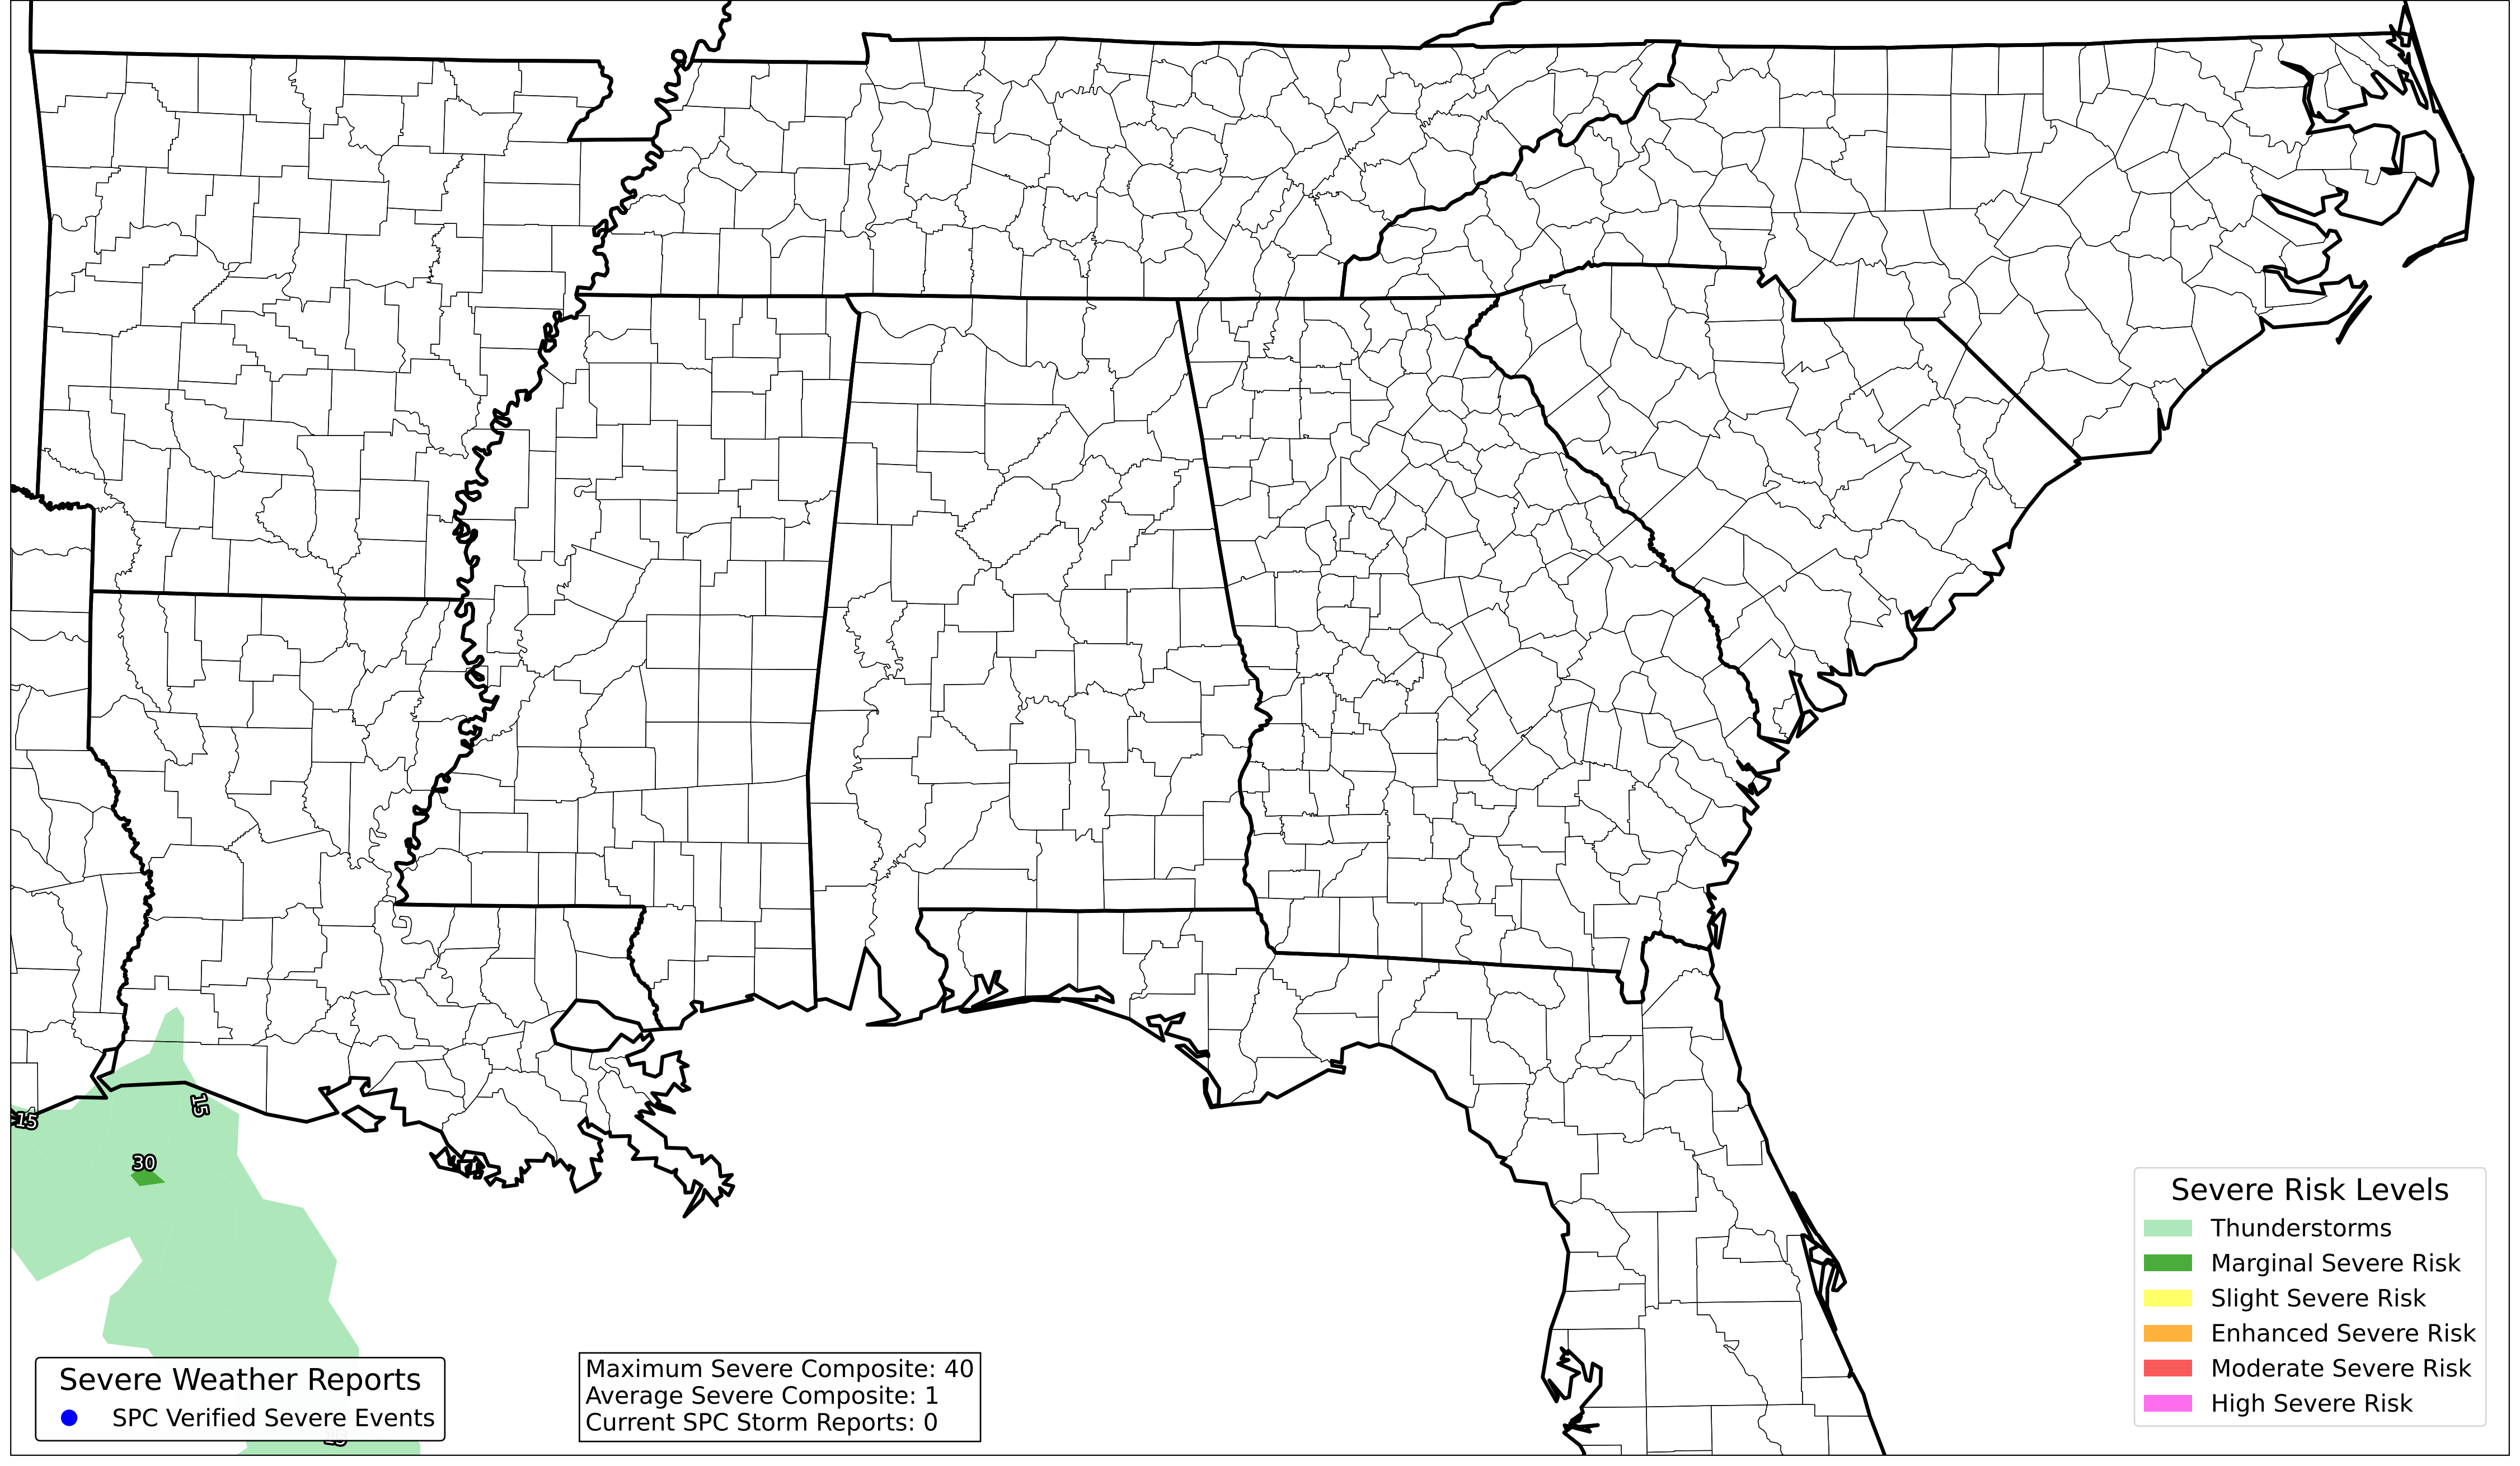 15
15
30
Severe Weather Reports
SPC Verified Severe Events
Maximum Severe Composite: 40
Average Severe Composite: 1
Current SPC Storm Reports: 0
Severe Risk Levels
Thunderstorms
Marginal Severe Risk
Slight Severe Risk
Enhanced Severe Risk
Moderate Severe Risk
High Severe Risk